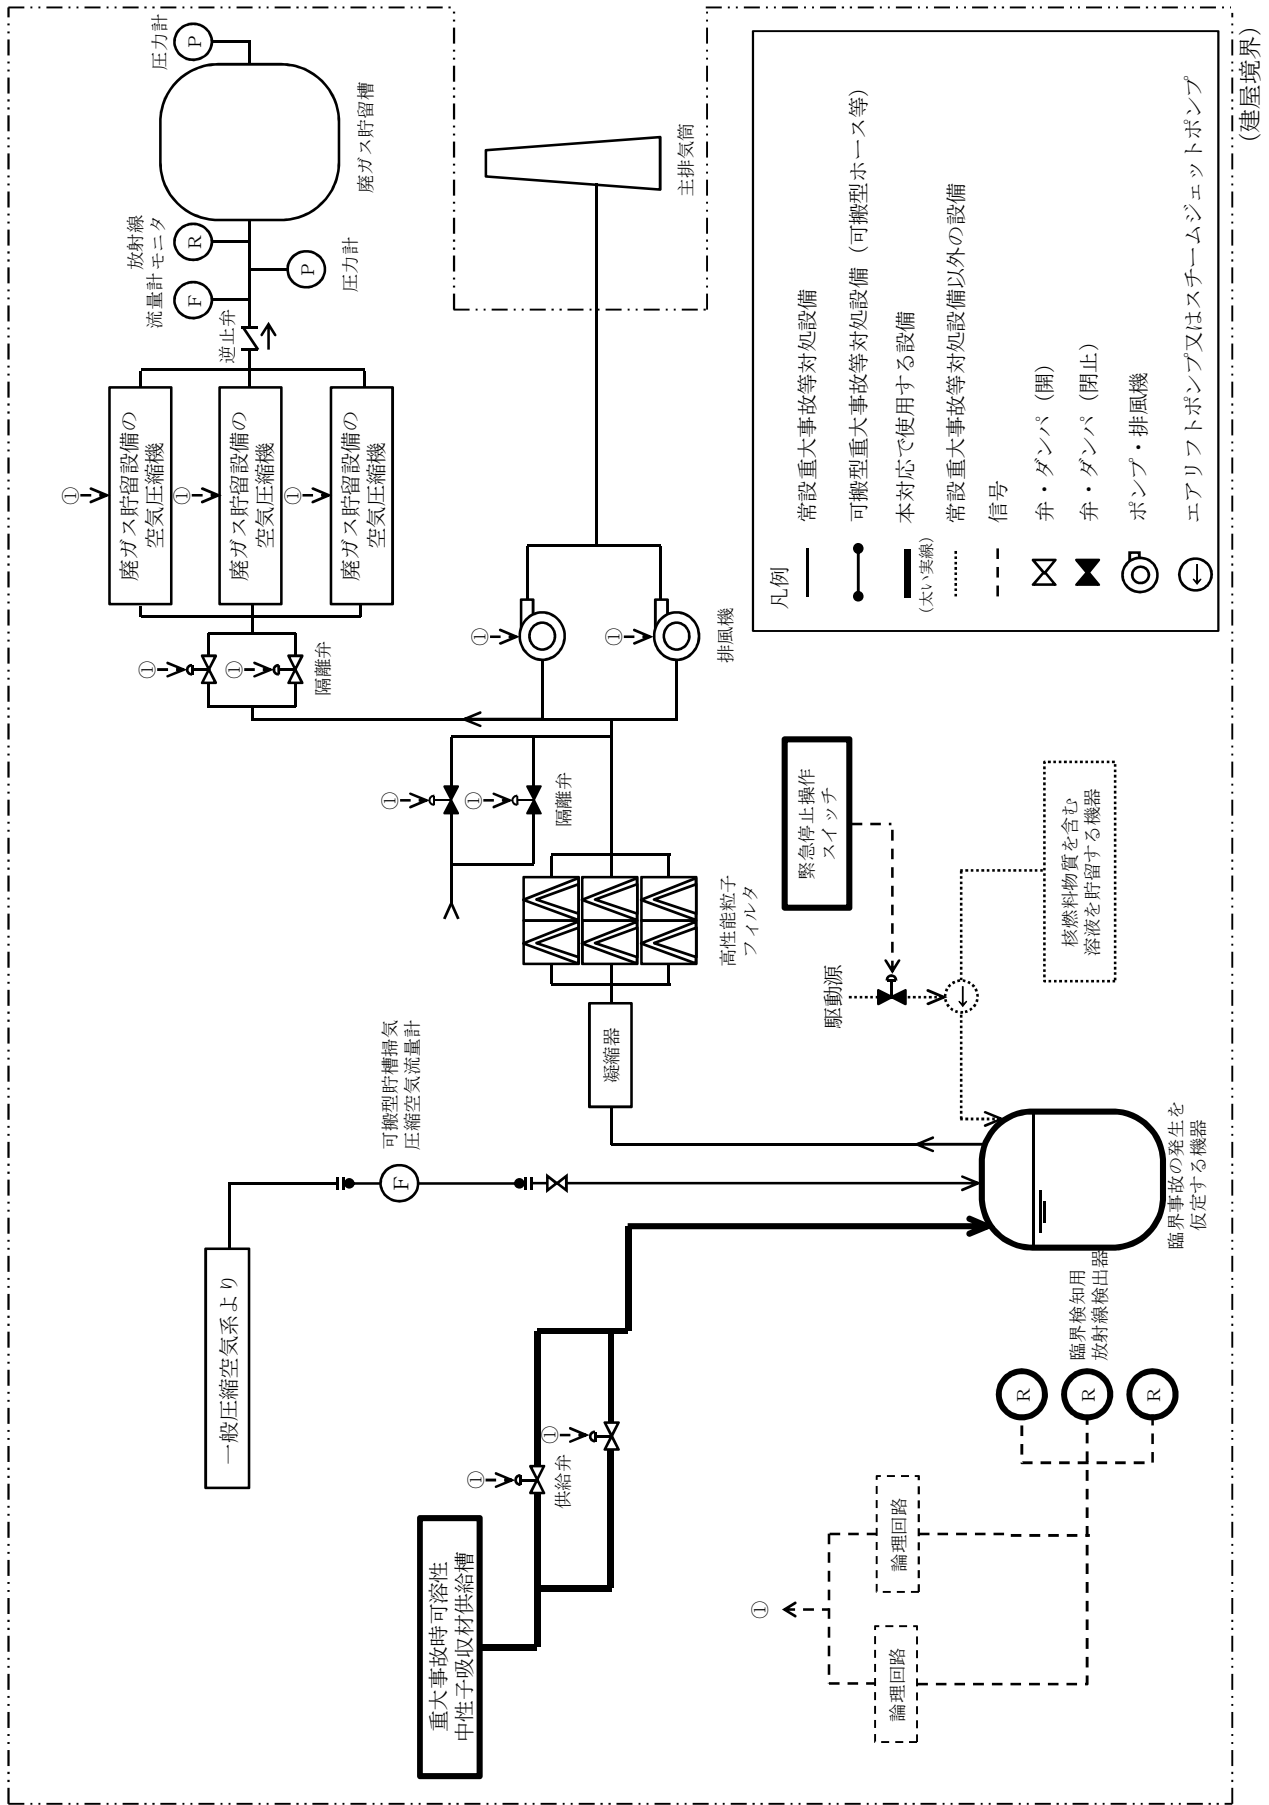 重大事故時可溶性
中性子吸収材供給槽
①
①
供給弁
一般圧縮空気系より
可搬型貯槽掃気
圧縮空気流量計
F
①
①
隔離弁
①
①
隔離弁
①
廃ガス貯留設備の
空気圧縮機
①
廃ガス貯留設備の
空気圧縮機
①
廃ガス貯留設備の
空気圧縮機
逆止弁
流量計
F
放射線
モニタ
R
P
圧力計
圧力計
P
廃ガス貯留槽
主排気筒
①
①
排風機
高性能粒子
フィルタ
凝縮器
緊急停止操作
スイッチ
駆動源
核燃料物質を含む
溶液を貯留する機器
臨界事故の発生を
仮定する機器
臨界検知用
放射線検出器
R
R
R
論理回路
論理回路
①
凡例
常設重大事故等対処設備
可搬型重大事故等対処設備（可搬型ホース等）
本対応で使用する設備
(太い実線)
常設重大事故等対処設備以外の設備
信号
弁・ダンパ（開）
弁・ダンパ（閉止）
ポンプ・排風機
エアリフトポンプ又はスチームジェットポンプ
(建屋境界)